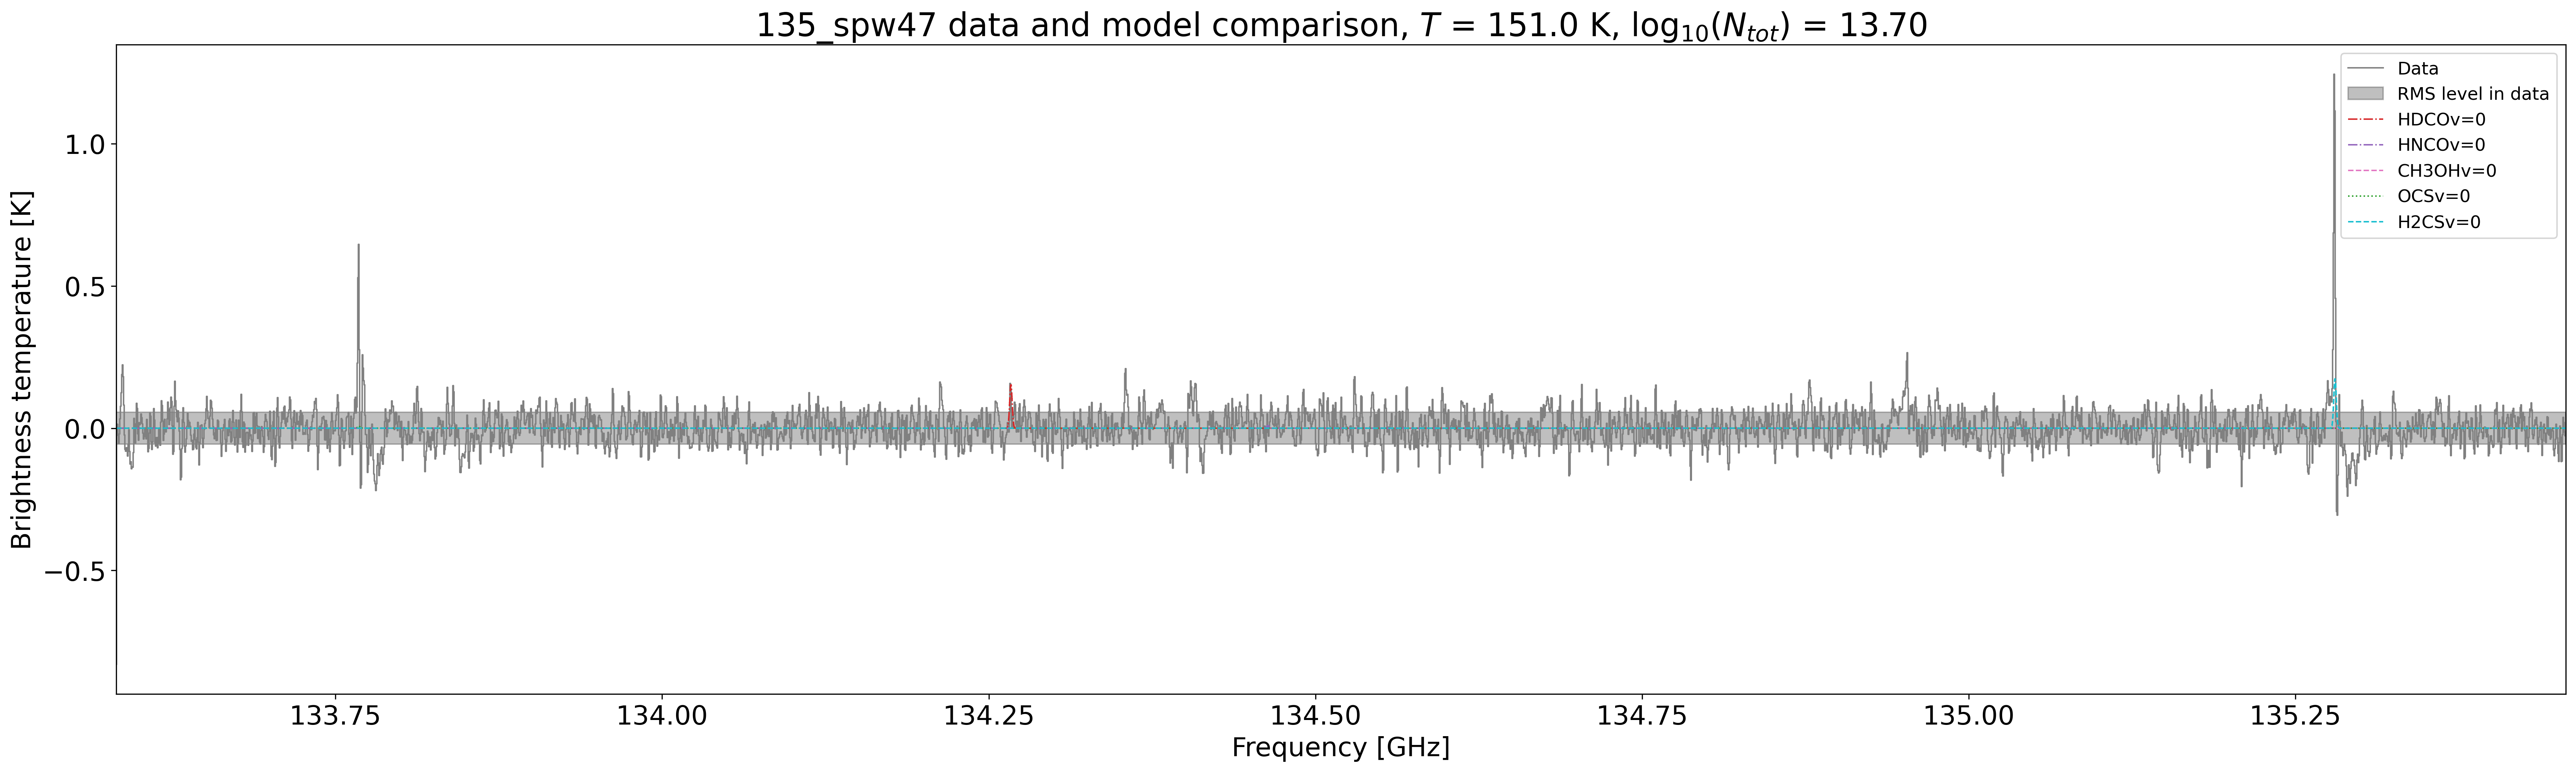 135_spw47 data and model comparison, T = 151.0 K, log₁₀(Nₜₒₜ) = 13.70
Data
RMS level in data
HDCOv=0
HNCOv=0
CH3OHv=0
OCSv=0
H2CSv=0
Brightness temperature [K]
1.0
0.5
0.0
−0.5
133.75 134.00 134.25 134.50 134.75 135.00 135.25
Frequency [GHz]